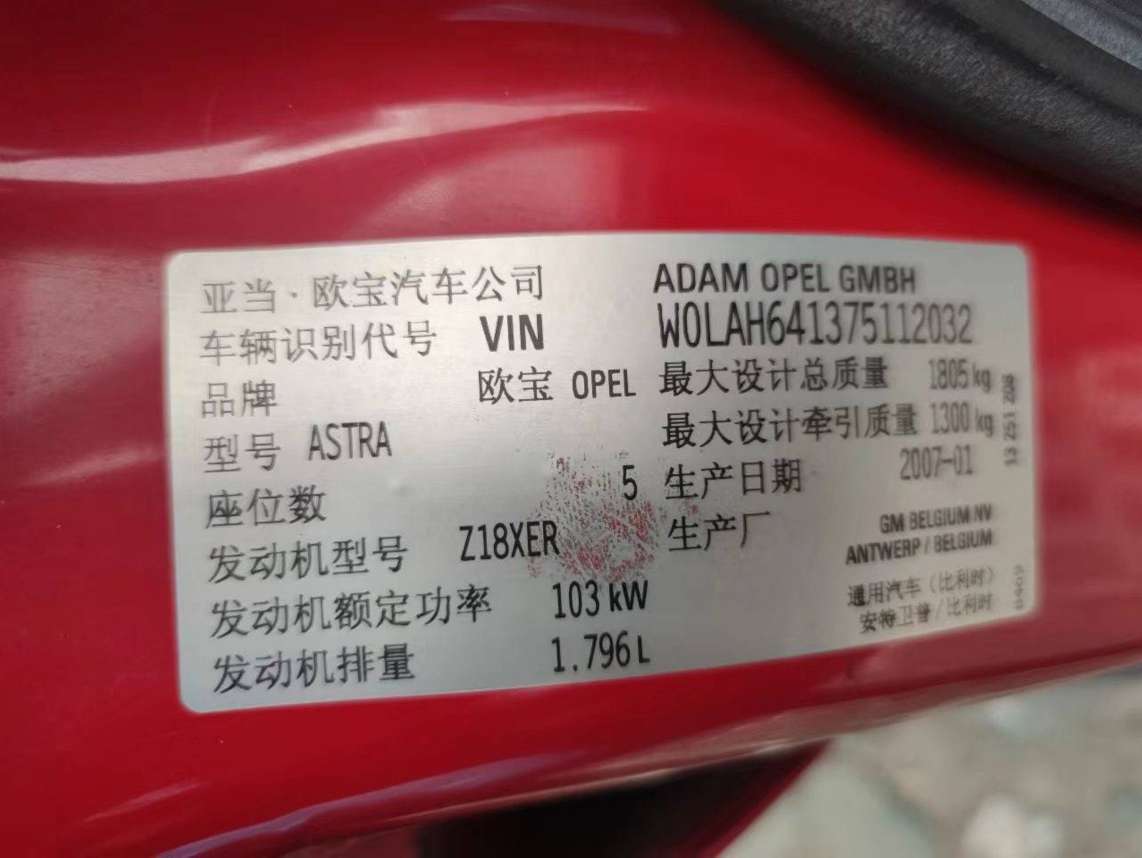 亚当·欧宝汽车公司 ADAM OPEL GMBH
车辆识别代号 VIN W0LAH641375112032
品牌 欧宝 OPEL 最大设计总质量 1805 kg
型号 ASTRA 最大设计牵引质量 1300 kg
座位数 5 生产日期 2007-01
发动机型号 Z18XER 生产厂 GM BELGIUM NV
ANTWERP / BELGIUM
发动机额定功率 103 kW 通用汽车（比利时）
安特卫普/比利时
发动机排量 1.796 L